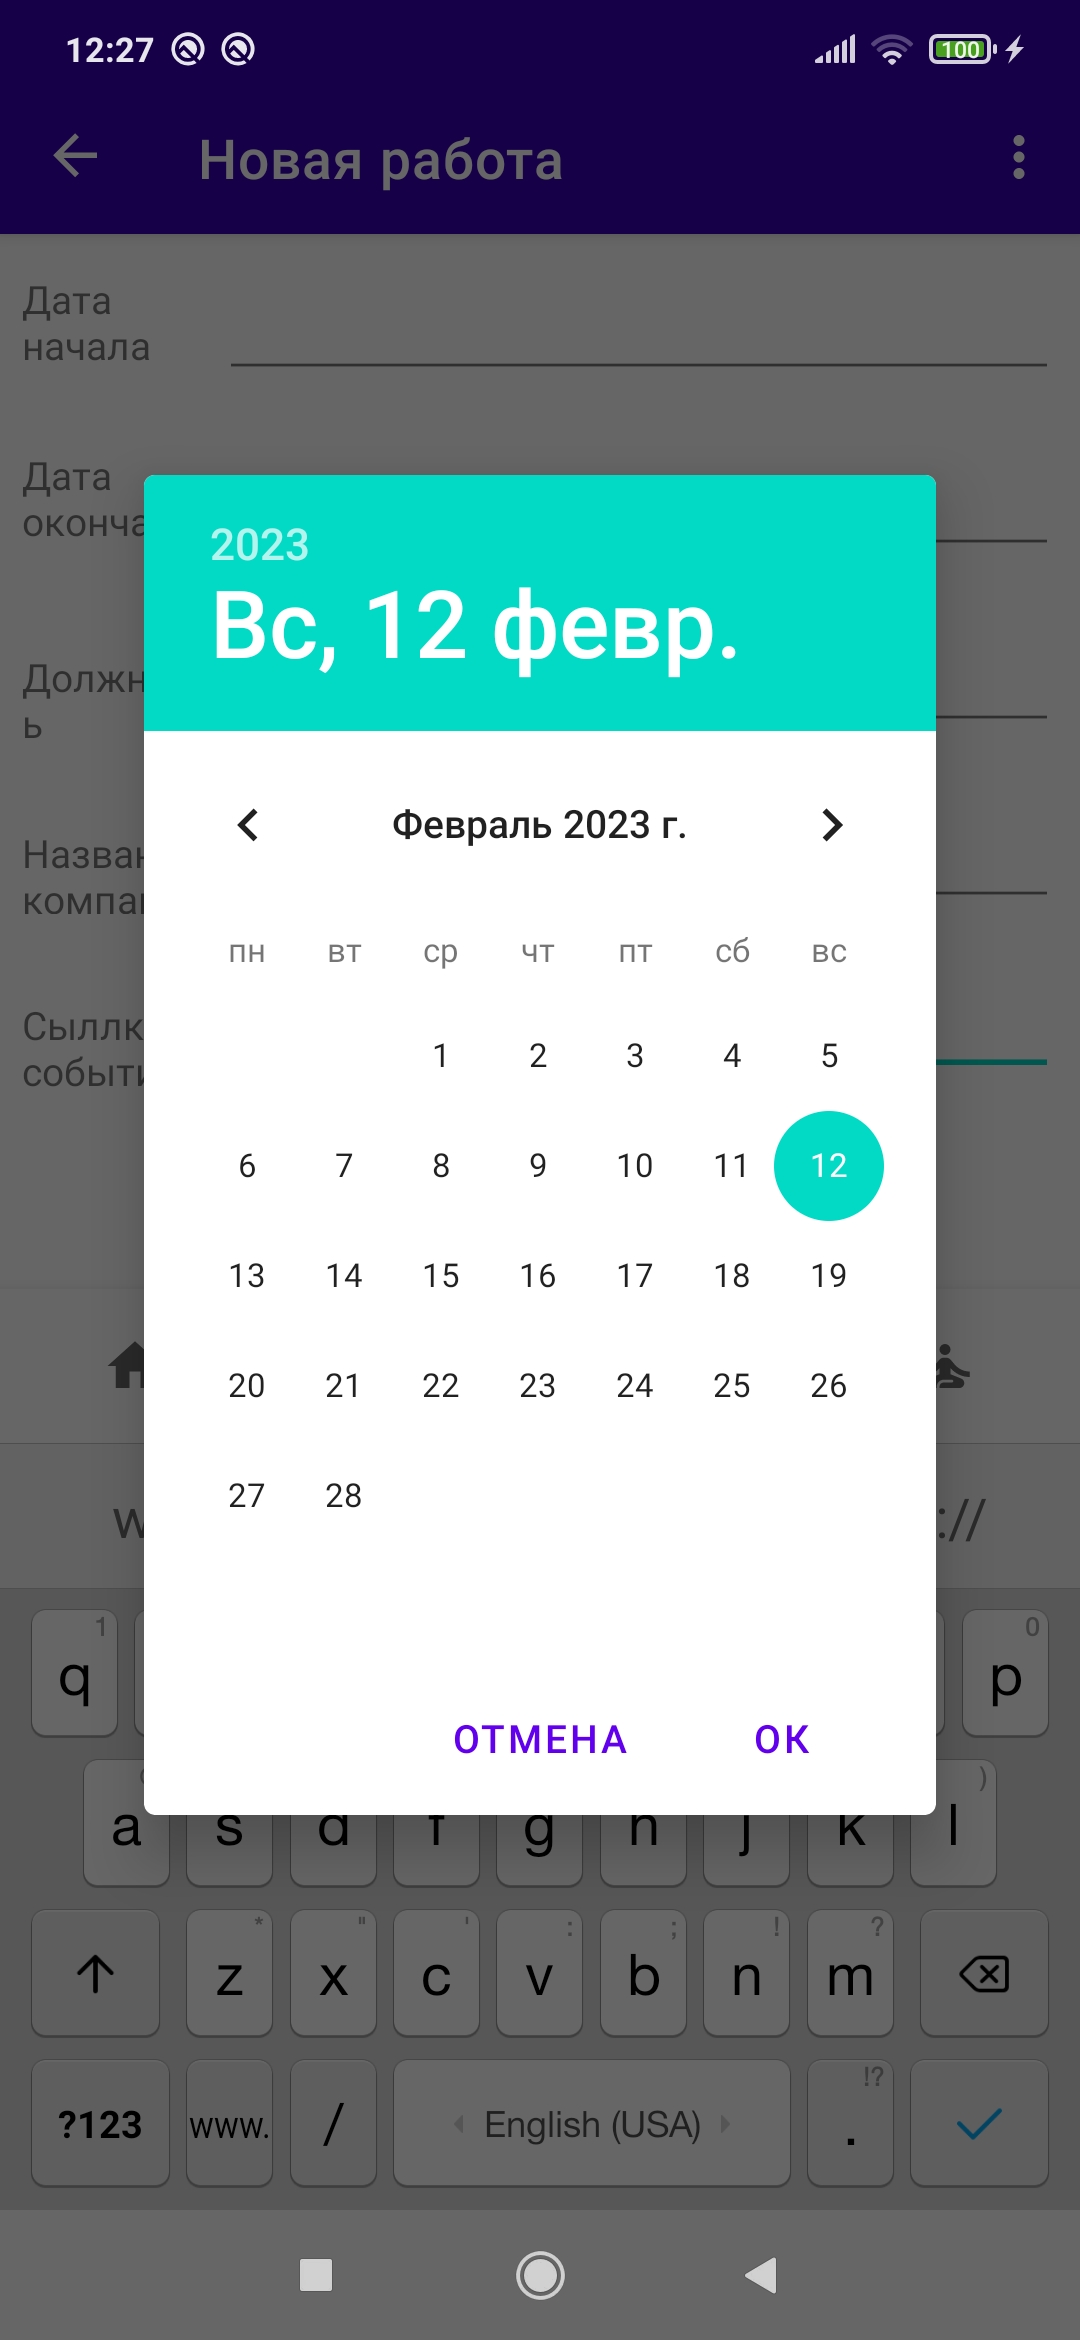 12:27
100
Новая работа
Дата
начала
Дата
оконча
Должн
ь
Назван
компан
Сыллк
событи
2023
Вс, 12 февр.
Февраль 2023 г.
пн вт ср чт пт сб вс
1 2 3 4 5
6 7 8 9 10 11 12
13 14 15 16 17 18 19
20 21 22 23 24 25 26
27 28
ОТМЕНА ОК
w ://
1 0
q p
)
a s d f g h j k l
* " ' : ; ! ?
z x c v b n m
!?
?123 www. / English (USA) .